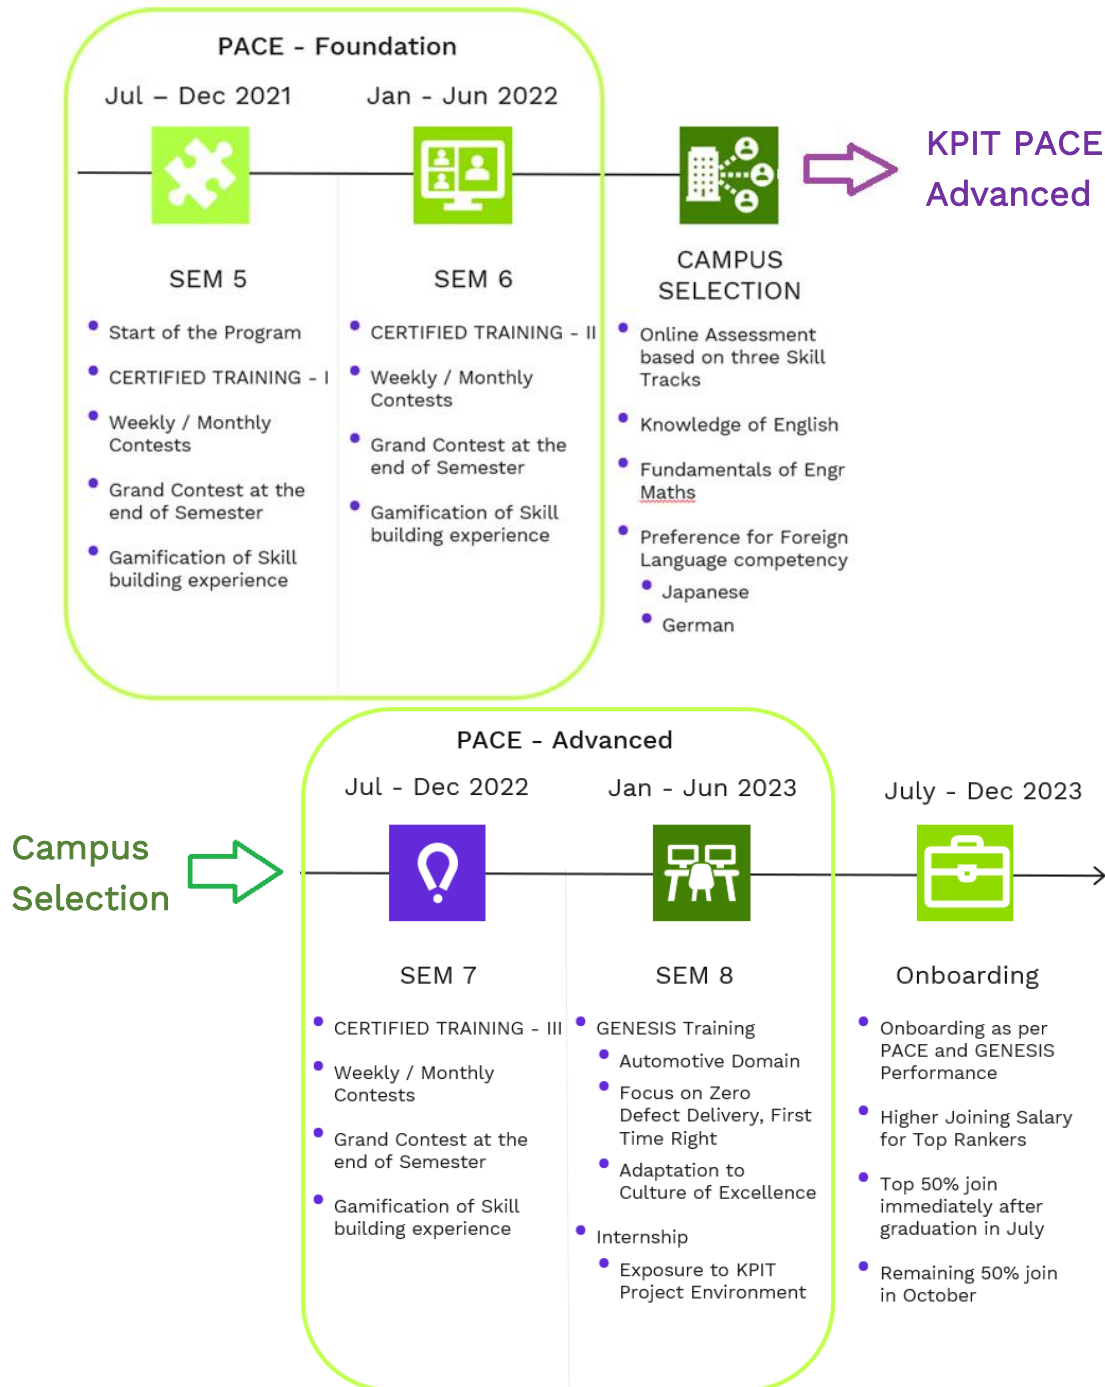 PACE - Foundation
Jul – Dec 2021
Jan - Jun 2022
KPIT PACE
Advanced
SEM 5
Start of the Program
CERTIFIED TRAINING - I
Weekly / Monthly
Contests
Grand Contest at the
end of Semester
Gamification of Skill
building experience
SEM 6
CERTIFIED TRAINING - II
Weekly / Monthly
Contests
Grand Contest at the
end of Semester
Gamification of Skill
building experience
CAMPUS
SELECTION
Online Assessment
based on three Skill
Tracks
Knowledge of English
Fundamentals of Engr
Maths
Preference for Foreign
Language competency
Japanese
German
PACE - Advanced
Jul - Dec 2022
Jan - Jun 2023
July - Dec 2023
Campus
Selection
SEM 7
CERTIFIED TRAINING - III
Weekly / Monthly
Contests
Grand Contest at the
end of Semester
Gamification of Skill
building experience
SEM 8
GENESIS Training
Automotive Domain
Focus on Zero
Defect Delivery, First
Time Right
Adaptation to
Culture of Excellence
Internship
Exposure to KPIT
Project Environment
Onboarding
Onboarding as per
PACE and GENESIS
Performance
Higher Joining Salary
for Top Rankers
Top 50% join
immediately after
graduation in July
Remaining 50% join
in October